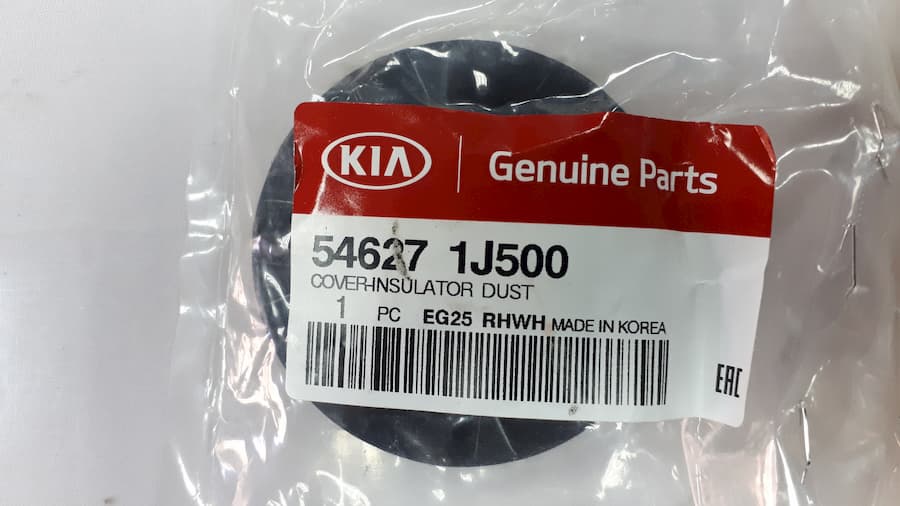 KIA
Genuine Parts
54627 1J500
COVER-INSULATOR DUST
1 PC EG25 RHWH MADE IN KOREA
EAC